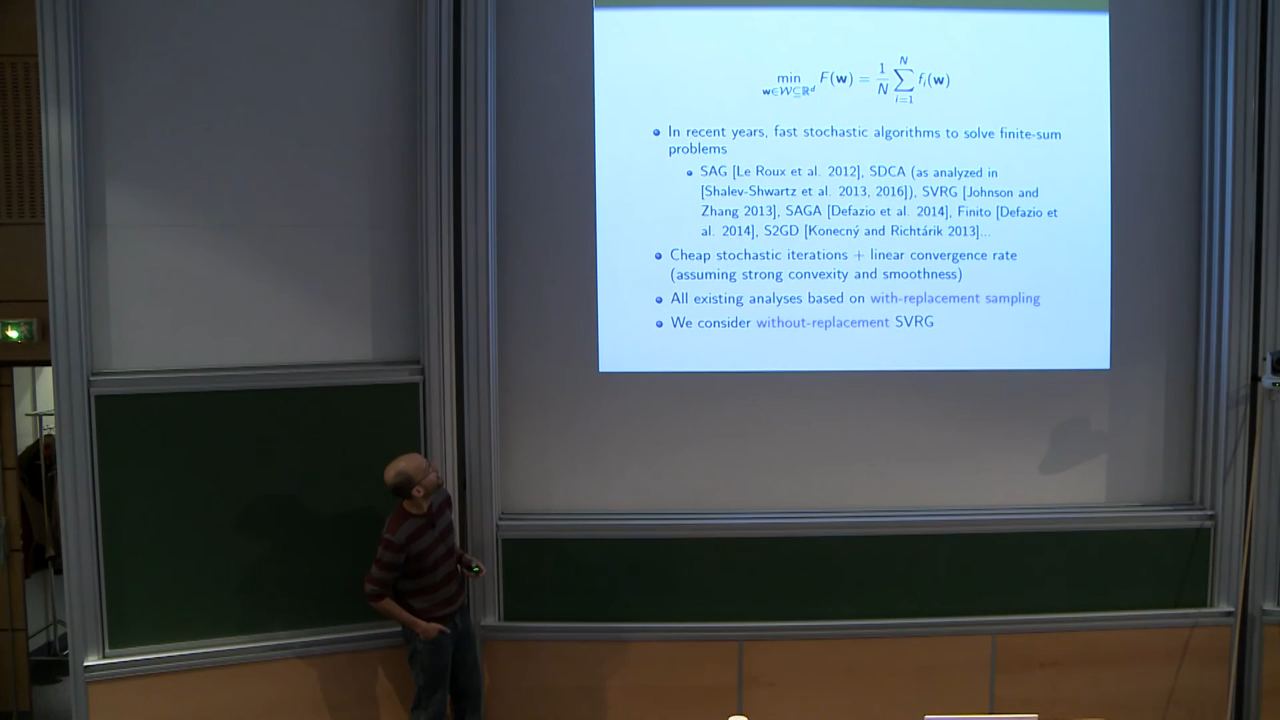 min F(w) = 1/N ∑ f_i(w)
w∈W⊆ℝ^d i=1 N
• In recent years, fast stochastic algorithms to solve finite-sum
problems
• SAG [Le Roux et al. 2012], SDCA (as analyzed in
[Shalev-Shwartz et al. 2013, 2016]), SVRG [Johnson and
Zhang 2013], SAGA [Defazio et al. 2014], Finito [Defazio et
al. 2014], S2GD [Konecný and Richtárik 2013]...
• Cheap stochastic iterations + linear convergence rate
(assuming strong convexity and smoothness)
• All existing analyses based on with-replacement sampling
• We consider without-replacement SVRG